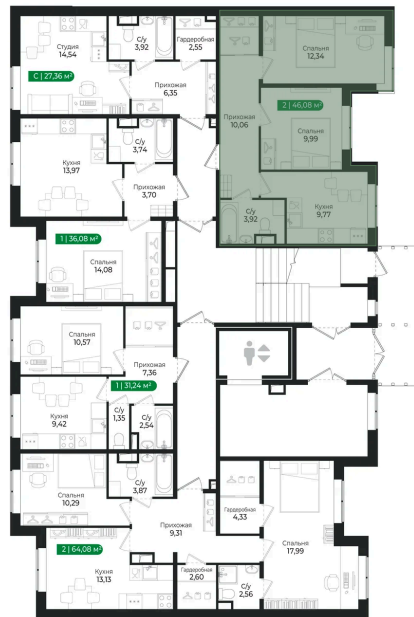 Студия
14,54
С | 27,36 м²
С/у
3,92
Гардеробная
2,55
Прихожая
6,35
Спальня
12,34
2 | 46,08 м²
Спальня
9,99
Прихожая
10,06
С/у
3,92
Кухня
9,77
Кухня
13,97
С/у
3,74
Прихожая
3,70
1 | 36,08 м²
Спальня
14,08
Спальня
10,57
Прихожая
7,36
1 | 31,24 м²
Кухня
9,42
С/у
1,35
С/у
2,54
Спальня
10,29
С/у
3,87
Прихожая
9,31
Гардеробная
4,33
Спальня
17,99
2 | 64,08 м²
Кухня
13,13
Гардеробная
2,60
С/у
2,56